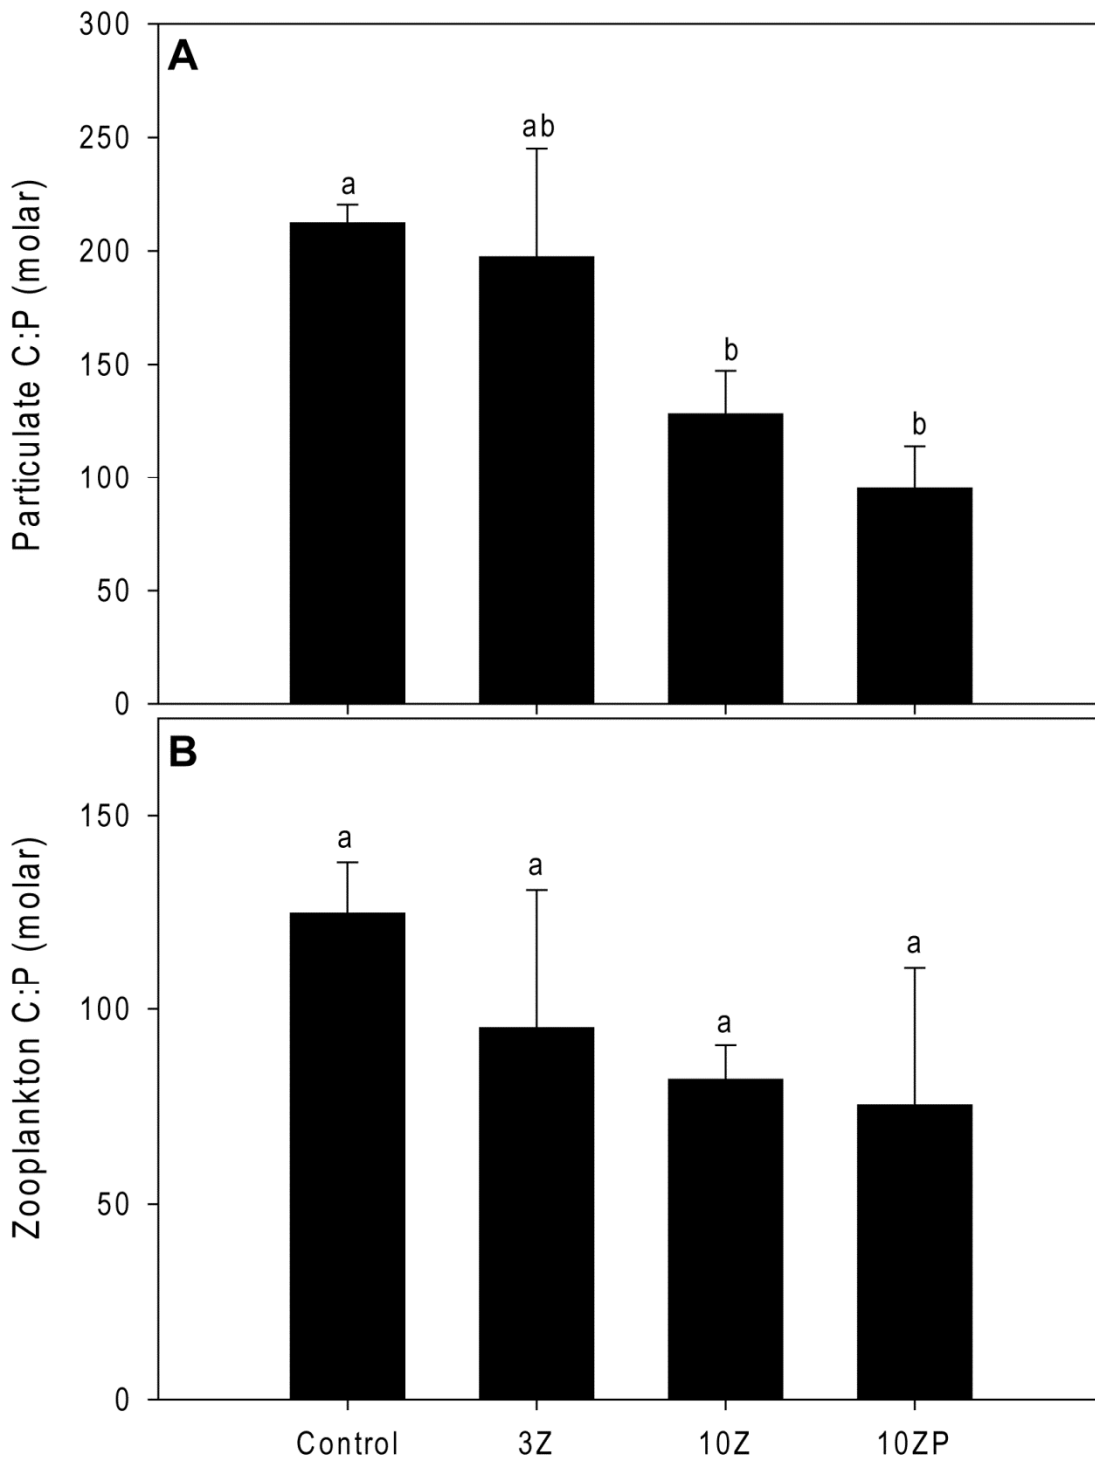 A
Particulate C:P (molar)
300
250
200
150
100
50
0
a
ab
b
b
B
Zooplankton C:P (molar)
150
100
50
0
a
a
a
a
Control 3Z 10Z 10ZP